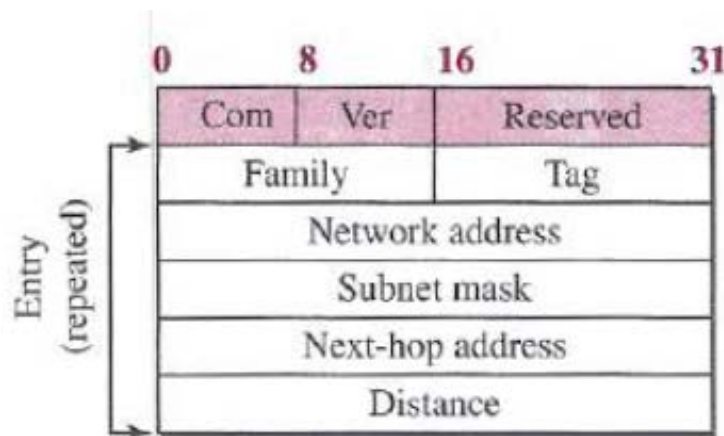 0 8 16 31
Com Ver Reserved
Family Tag
Network address
Subnet mask
Next-hop address
Distance
Entry
(repeated)